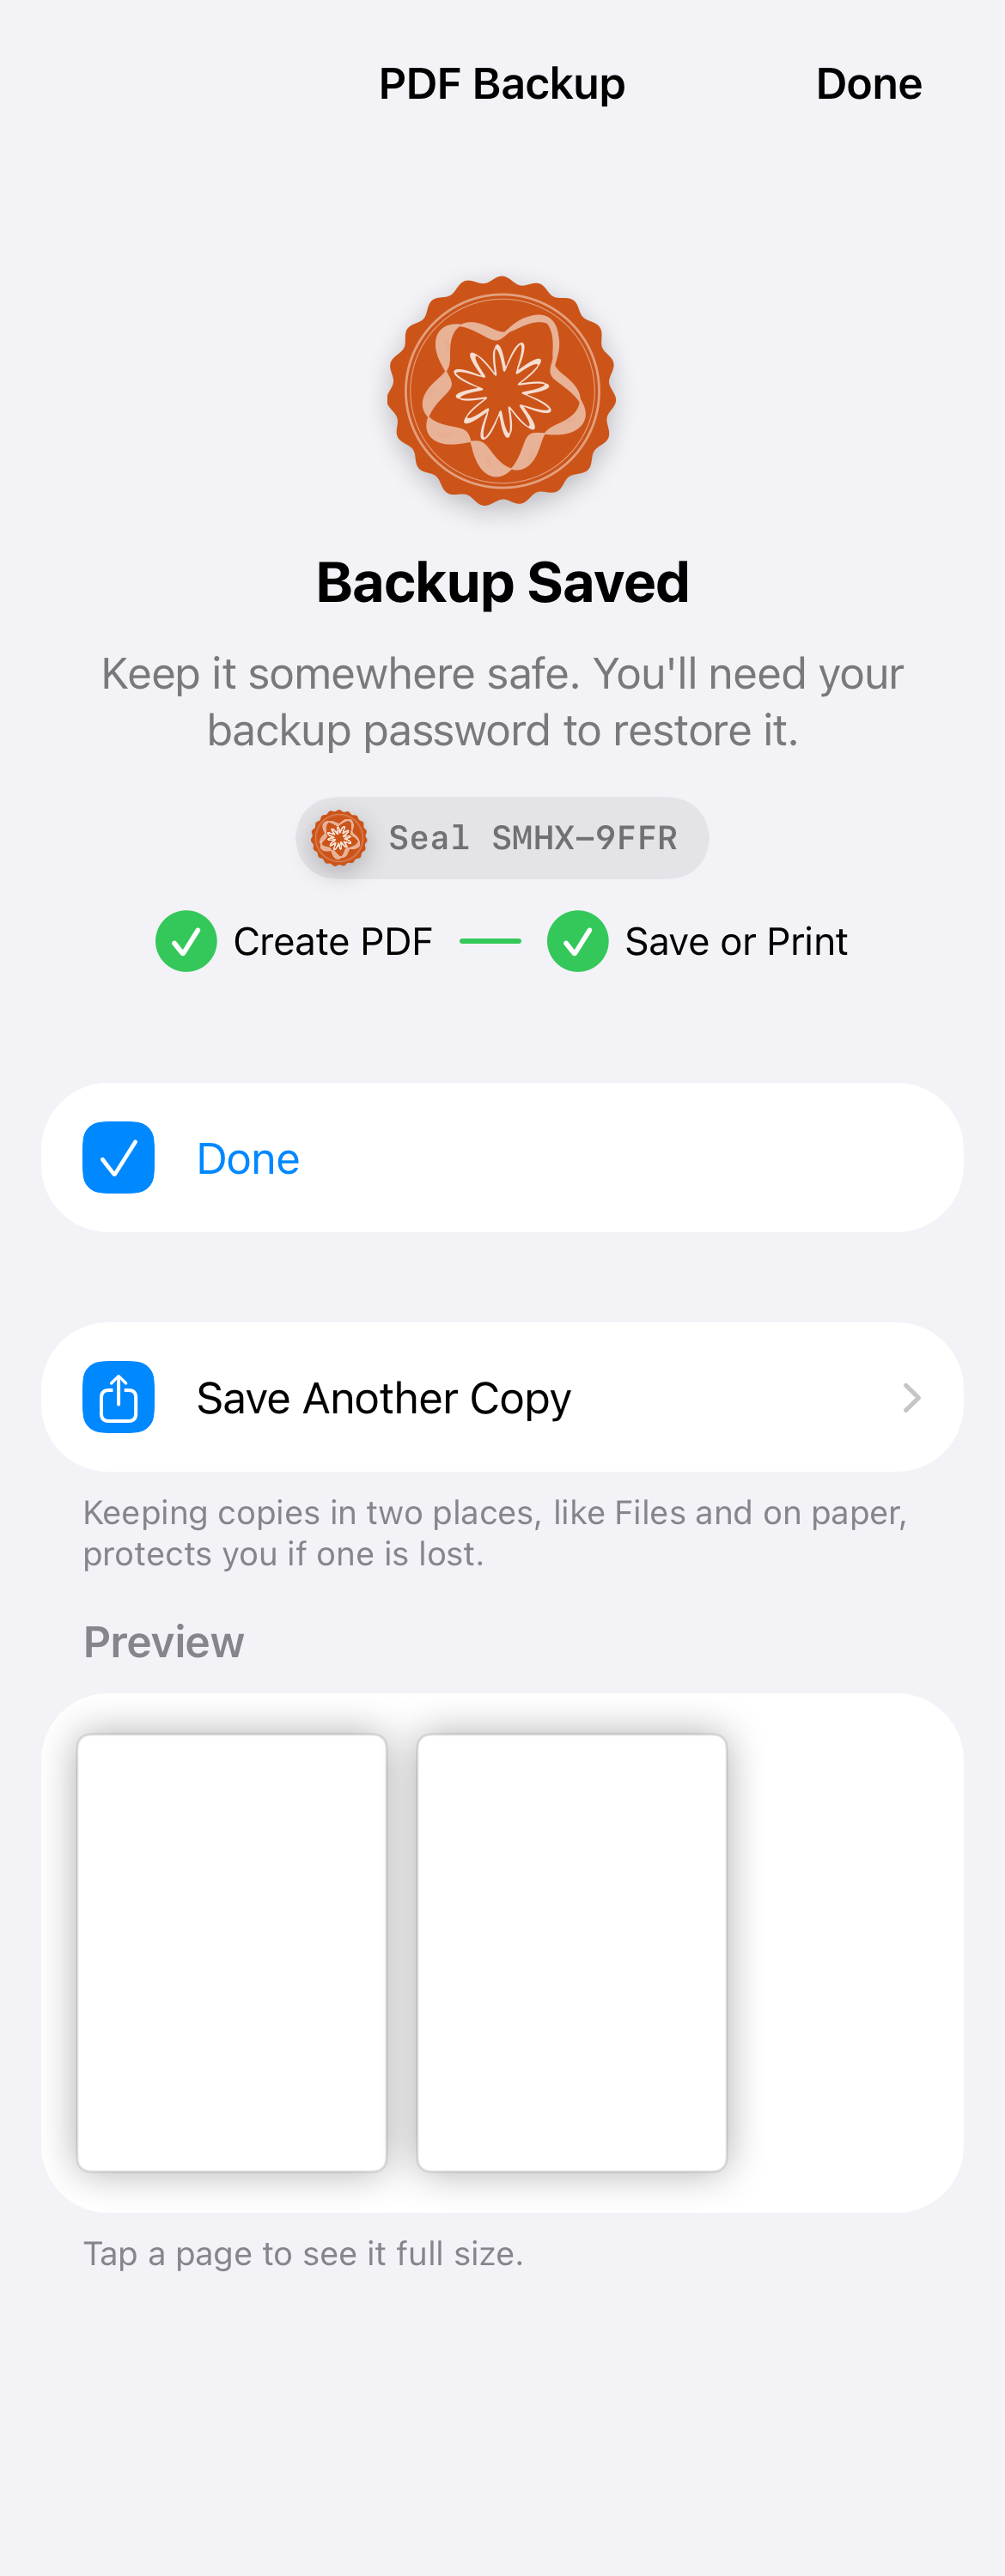 PDF Backup
Done
Backup Saved
Keep it somewhere safe. You'll need your
backup password to restore it.
Seal SMHX-9FFR
Create PDF
Save or Print
Done
Save Another Copy
Keeping copies in two places, like Files and on paper,
protects you if one is lost.
Preview
Tap a page to see it full size.